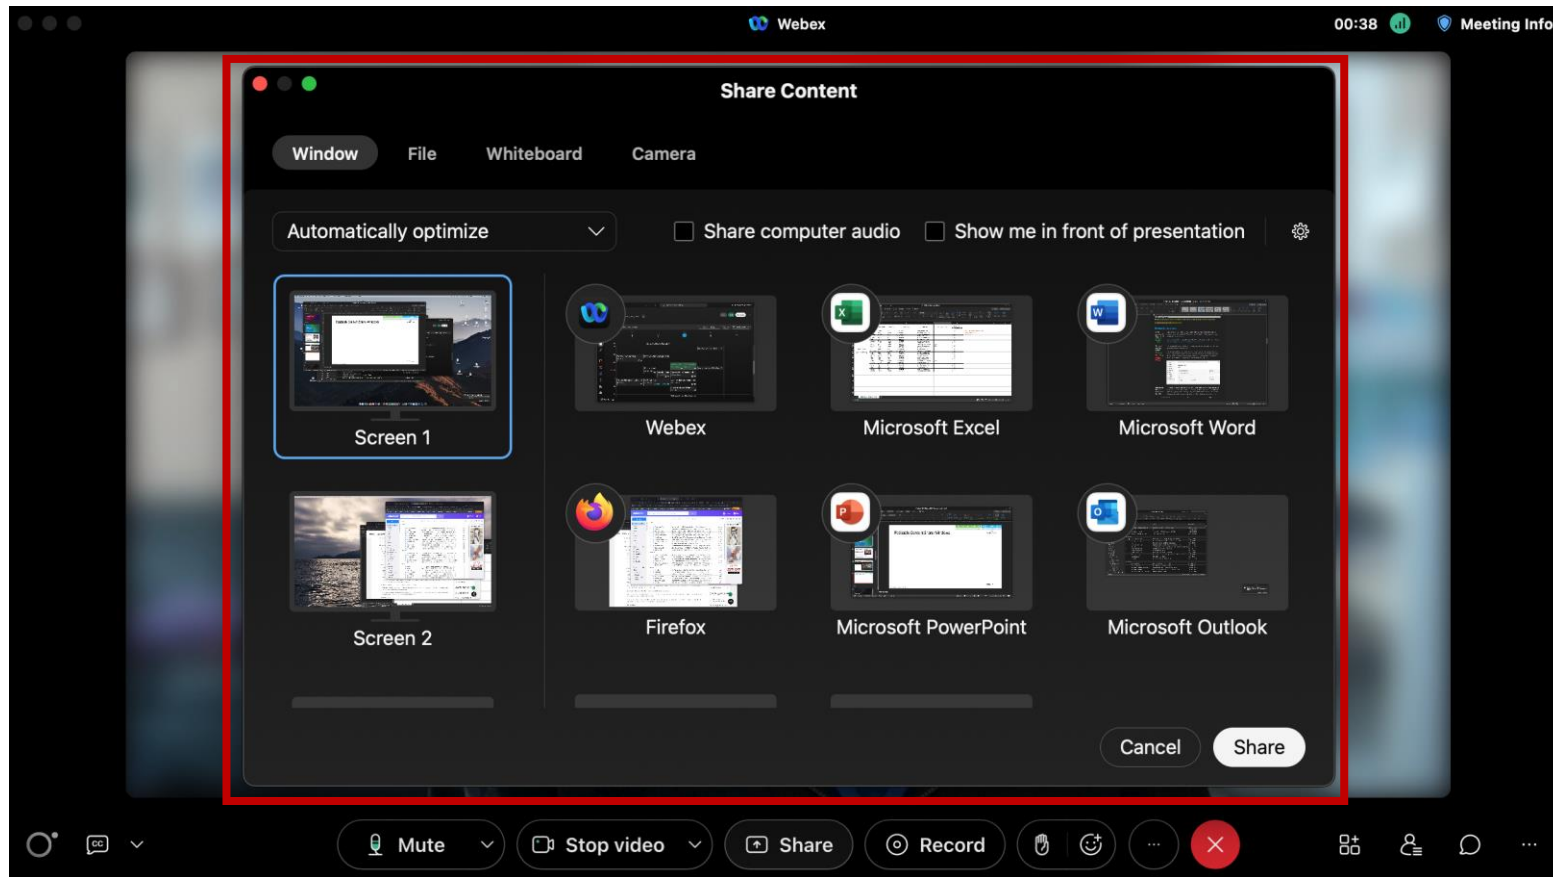 Webex
00:38
Meeting Info
Share Content
Window File Whiteboard Camera
Automatically optimize
Share computer audio
Show me in front of presentation
Screen 1
Webex
Microsoft Excel
Microsoft Word
Screen 2
Firefox
Microsoft PowerPoint
Microsoft Outlook
Cancel
Share
CC
Mute
Stop video
Share
Record